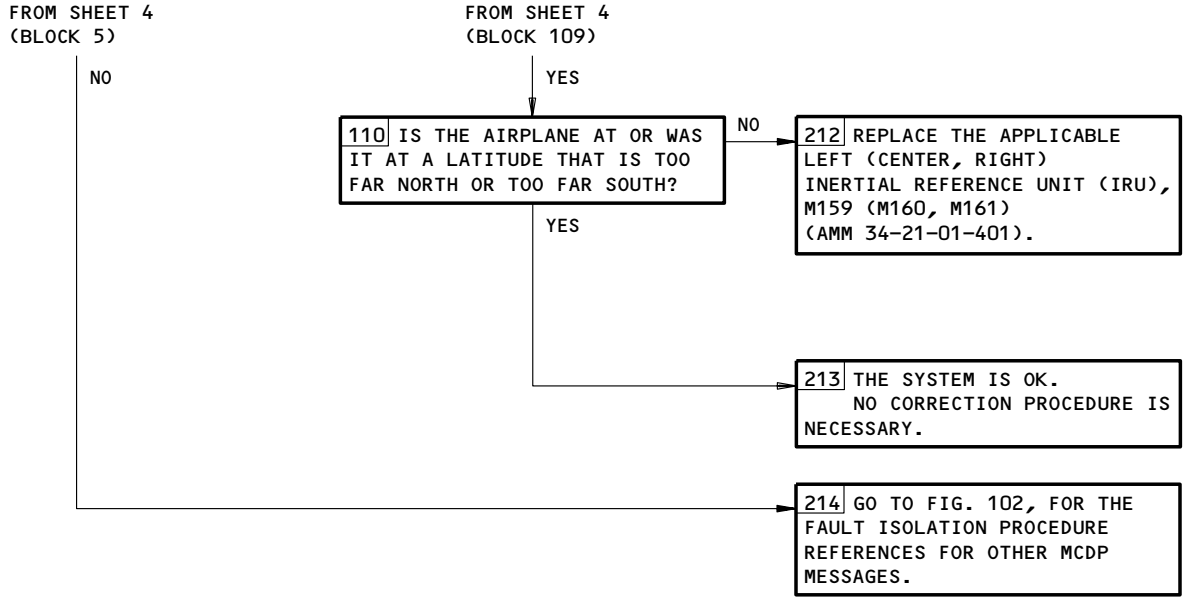 FROM SHEET 4
(BLOCK 5)
NO
FROM SHEET 4
(BLOCK 109)
YES
110 IS THE AIRPLANE AT OR WAS
IT AT A LATITUDE THAT IS TOO
FAR NORTH OR TOO FAR SOUTH?
NO
212 REPLACE THE APPLICABLE
LEFT (CENTER, RIGHT)
INERTIAL REFERENCE UNIT (IRU),
M159 (M160, M161)
(AMM 34-21-01-401).
YES
213 THE SYSTEM IS OK.
NO CORRECTION PROCEDURE IS
NECESSARY.
214 GO TO FIG. 102, FOR THE
FAULT ISOLATION PROCEDURE
REFERENCES FOR OTHER MCDP
MESSAGES.